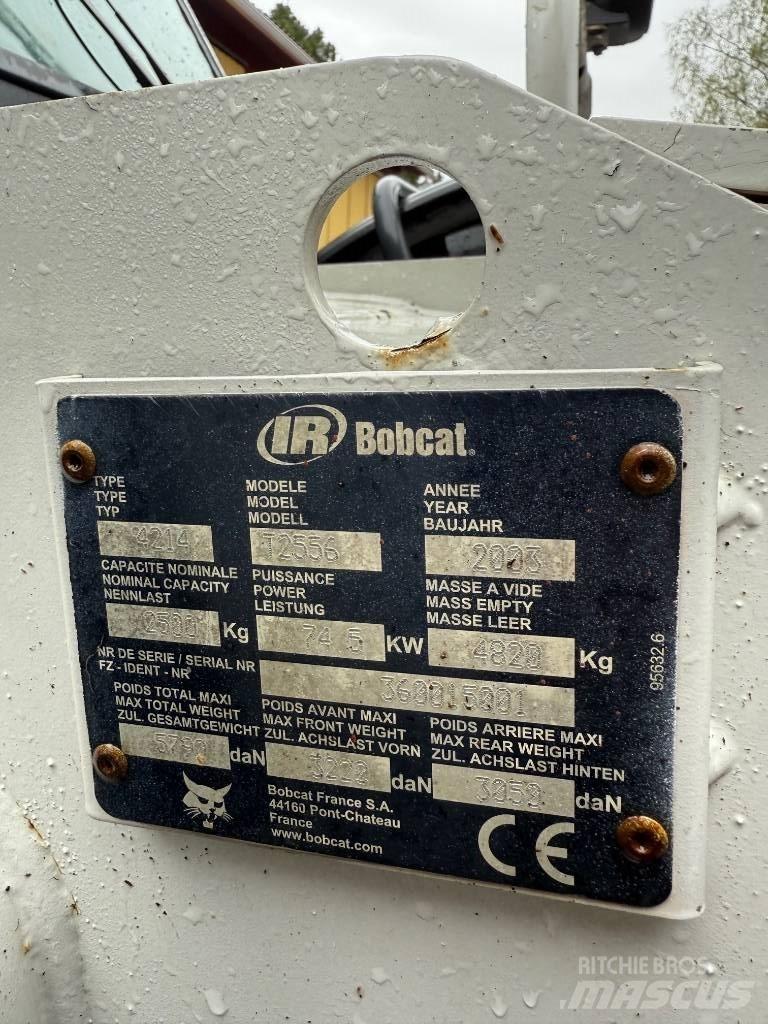 IR Bobcat®
TYPE MODELE ANNEE
TYPE MODEL YEAR
TYP MODELL BAUJAHR
4214 T2556 2003
CAPACITE NOMINALE PUISSANCE MASSE A VIDE
NOMINAL CAPACITY POWER MASS EMPTY
NENNLAST LEISTUNG MASSE LEER
2500 Kg 74 5 KW 4820 Kg
NR DE SERIE / SERIAL NR
FZ - IDENT - NR
360015001
POIDS TOTAL MAXI POIDS AVANT MAXI POIDS ARRIERE MAXI
MAX TOTAL WEIGHT MAX FRONT WEIGHT MAX REAR WEIGHT
ZUL. GESAMTGEWICHT ZUL. ACHSLAST VORN ZUL. ACHSLAST HINTEN
daN daN 3050 daN
Bobcat France S.A.
44160 Pont-Chateau
France
www.bobcat.com
CE
95632.6
RITCHIE BROS.
MASCUS